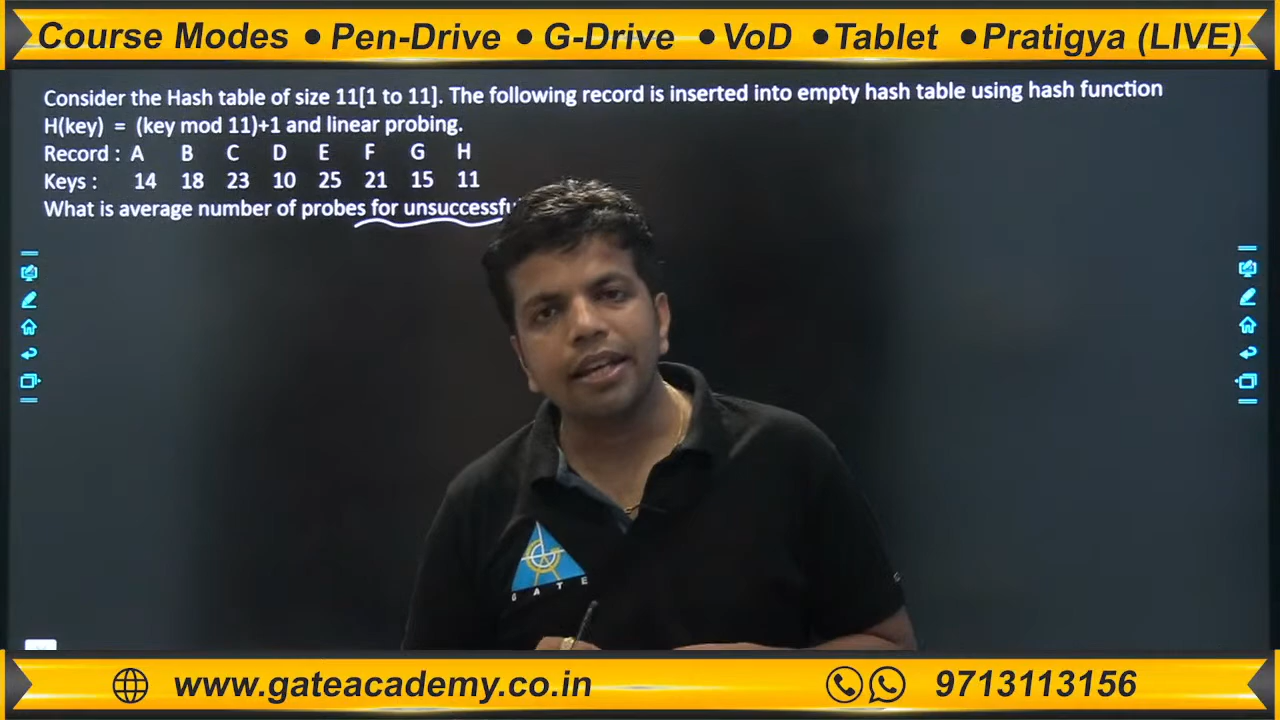 Course Modes • Pen-Drive • G-Drive • VoD • Tablet • Pratigya (LIVE)
Consider the Hash table of size 11[1 to 11]. The following record is inserted into empty hash table using hash function
H(key) = (key mod 11)+1 and linear probing.
Record : A B C D E F G H
Keys : 14 18 23 10 25 21 15 11
What is average number of probes for
GATE
www.gateacademy.co.in 9713113156